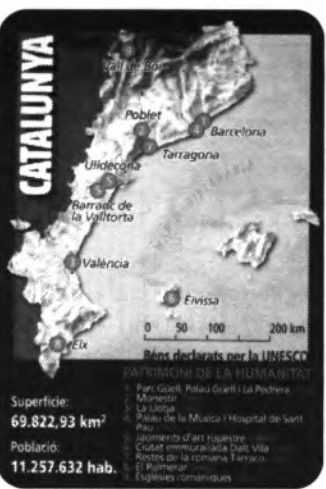 CATALUNYA
Vall de Boí
Poblet
Barcelona
Tarragona
Ulldecona
Barranc de
la Valltorta
València
Eivissa
Elx
0 50 100 200 km
Béns declarats per la UNESCO
PATRIMONI DE LA HUMANITAT
Superfície:
69.822,93 km²
Població:
11.257.632 hab.
1. Parc Güell, Palau Güell i La Pedrera
2. Monestir
3. La Llotja
4. Palau de la Música i Hospital de Sant
Pau
5. Jaciments d'art rupestre
6. Ciutat emmurallada Dalt Vila
7. Restes de la romana Tarraco
8. El Palmerar
9. Esglésies romàniques